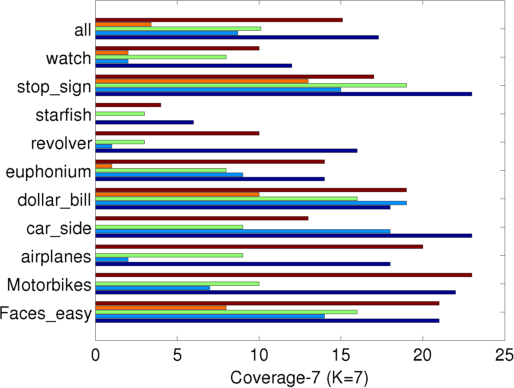 all
watch
stop_sign
starfish
revolver
euphonium
dollar_bill
car_side
airplanes
Motorbikes
Faces_easy
0 5 10 15 20 25
Coverage-7 (K=7)